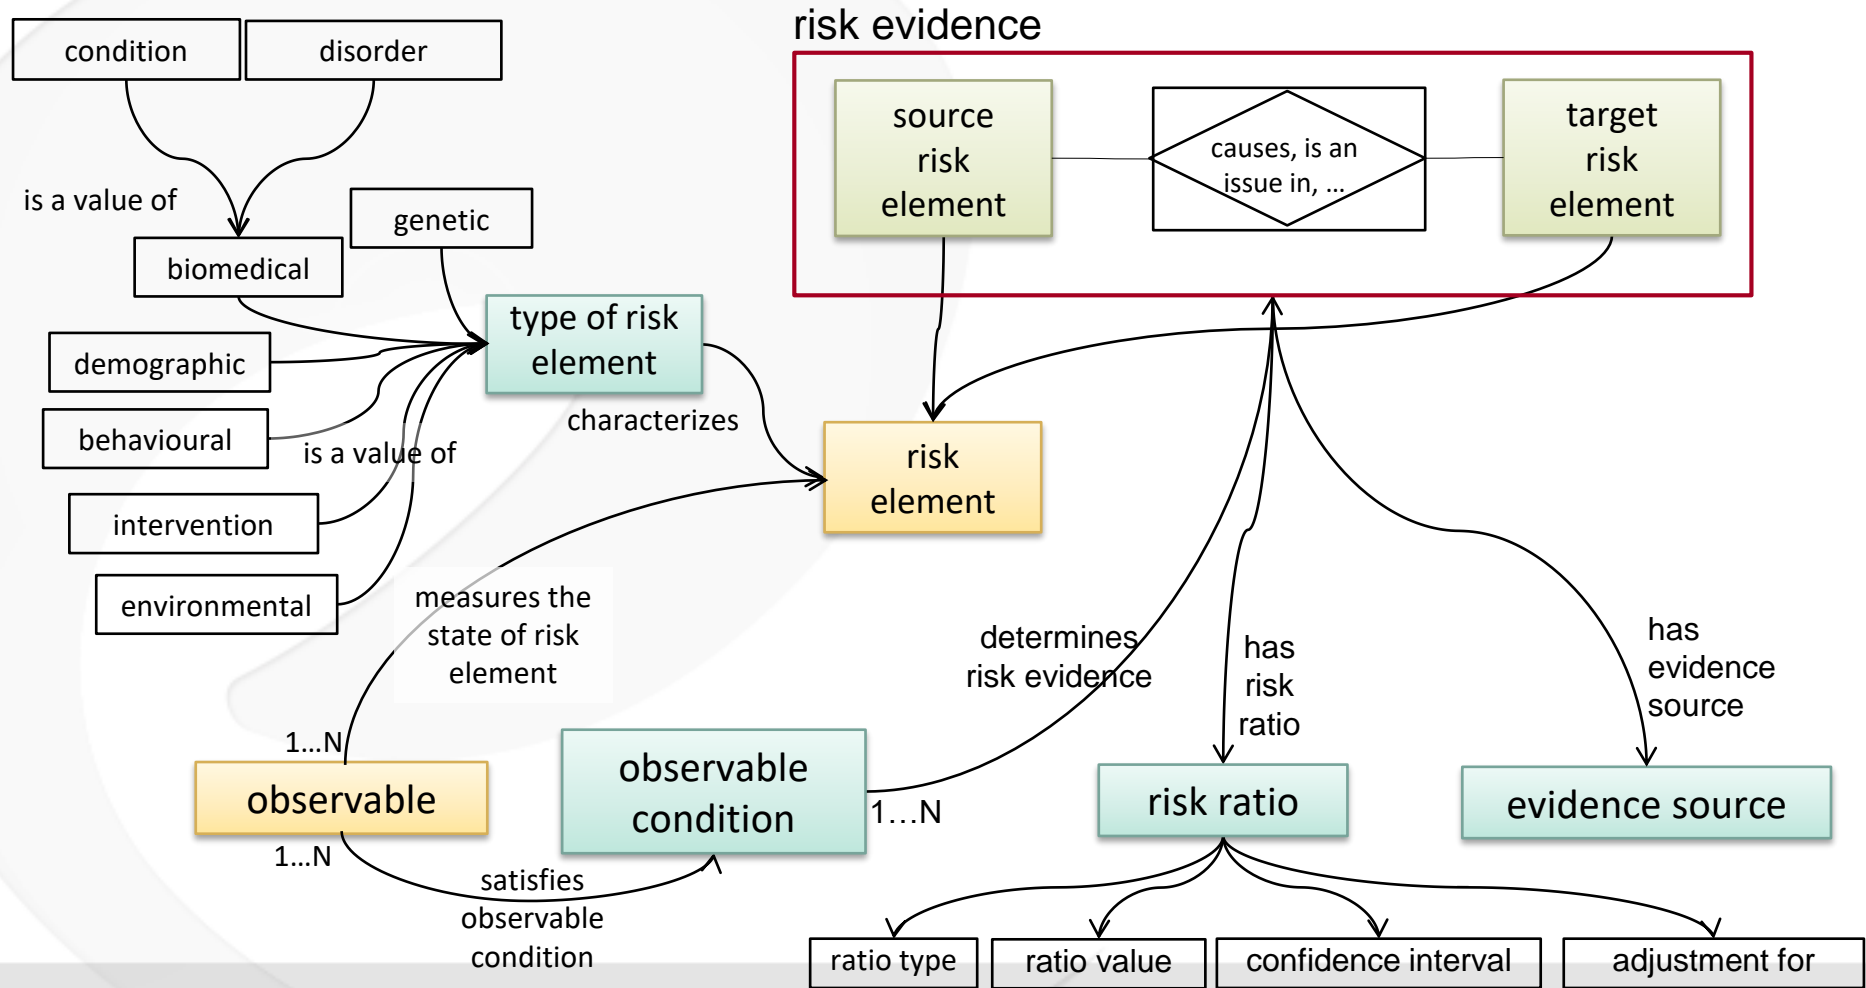 risk evidence
condition
disorder
source
risk
element
causes, is an
issue in, ...
target
risk
element
is a value of
genetic
biomedical
type of risk
element
demographic
characterizes
behavioural
is a value of
risk
element
intervention
environmental
measures the
state of risk
element
determines
risk evidence
has
risk
ratio
has
evidence
source
1...N
observable
observable
condition
1...N
risk ratio
evidence source
1...N
satisfies
observable
condition
ratio type
ratio value
confidence interval
adjustment for